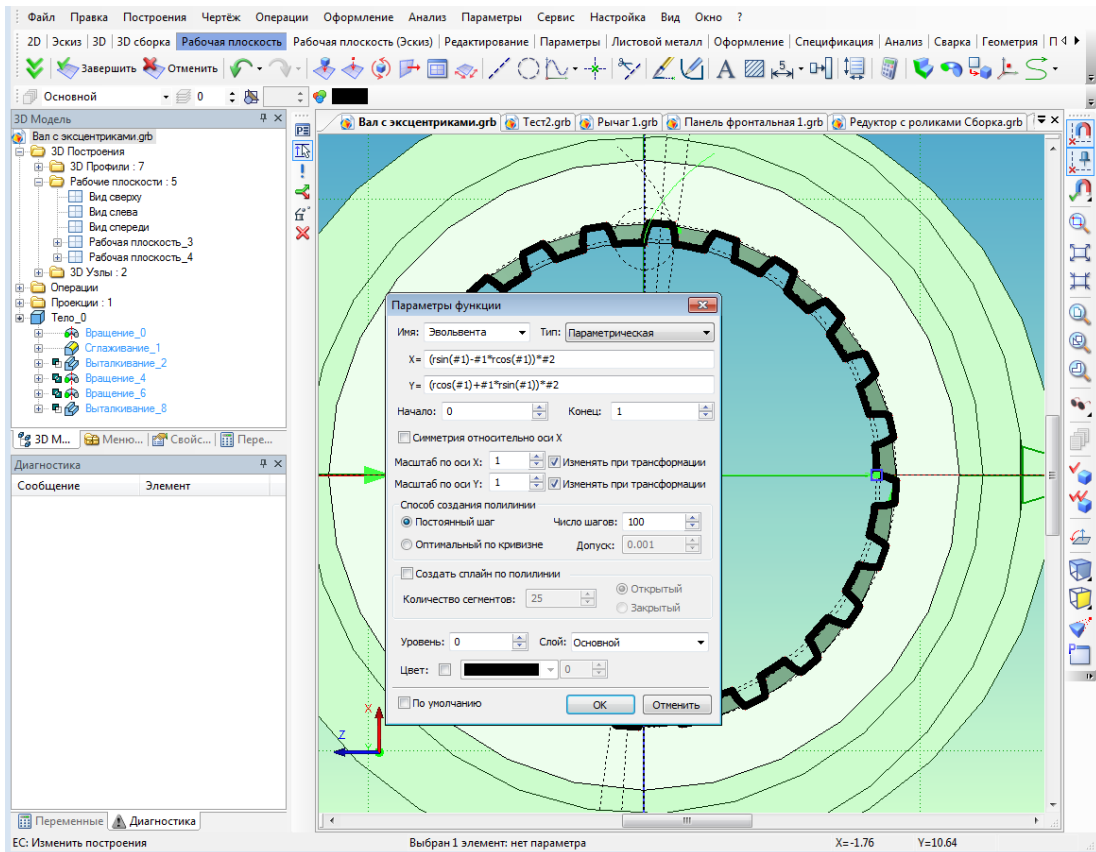 Файл Правка Построения Чертёж Операции Оформление Анализ Параметры Сервис Настройка Вид Окно ?
2D Эскиз 3D 3D сборка Рабочая плоскость Рабочая плоскость (Эскиз) Редактирование Параметры Листовой металл Оформление Спецификация Анализ Сварка Геометрия П
Завершить Отменить
Основной 0
3D Модель
Вал с эксцентриками.grb Тест2.grb Рычаг 1.grb Панель фронтальная 1.grb Редуктор с роликами Сборка.grb
Вал с эксцентриками.grb
3D Построения
3D Профили : 7
Рабочие плоскости : 5
Вид сверху
Вид слева
Вид спереди
Рабочая плоскость_3
Рабочая плоскость_4
3D Узлы : 2
Операции
Проекции : 1
Тело_0
Вращение_0
Сглаживание_1
Выталкивание_2
Вращение_4
Вращение_6
Выталкивание_8
3D М... Меню... Свойс... Пере...
Диагностика
Сообщение Элемент
Параметры функции
Имя: Эвольвента Тип: Параметрическая
X= (rsin(#1)-#1*rcos(#1))*#2
Y= (rcos(#1)+#1*rsin(#1))*#2
Начало: 0 Конец: 1
Симметрия относительно оси X
Масштаб по оси X: 1 Изменять при трансформации
Масштаб по оси Y: 1 Изменять при трансформации
Способ создания полилинии
Постоянный шаг Число шагов: 100
Оптимальный по кривизне Допуск: 0.001
Создать сплайн по полилинии
Количество сегментов: 25 Открытый
Закрытый
Уровень: 0 Слой: Основной
Цвет: 0
По умолчанию OK Отменить
X
Z
Переменные Диагностика
ЕС: Изменить построения Выбран 1 элемент: нет параметра X=-1.76 Y=10.64